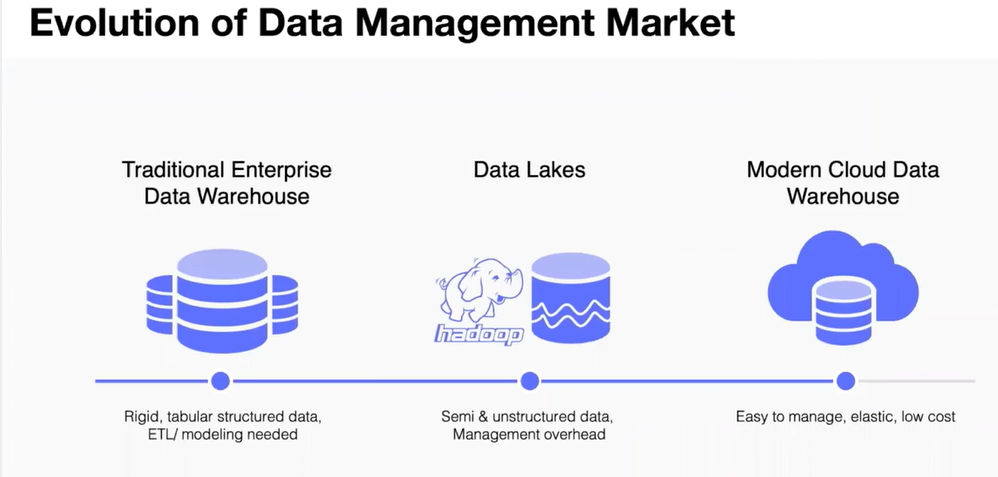 Evolution of Data Management Market
Traditional Enterprise
Data Warehouse
Data Lakes
Modern Cloud Data
Warehouse
hadoop
Rigid, tabular structured data,
ETL/ modeling needed
Semi & unstructured data,
Management overhead
Easy to manage, elastic, low cost